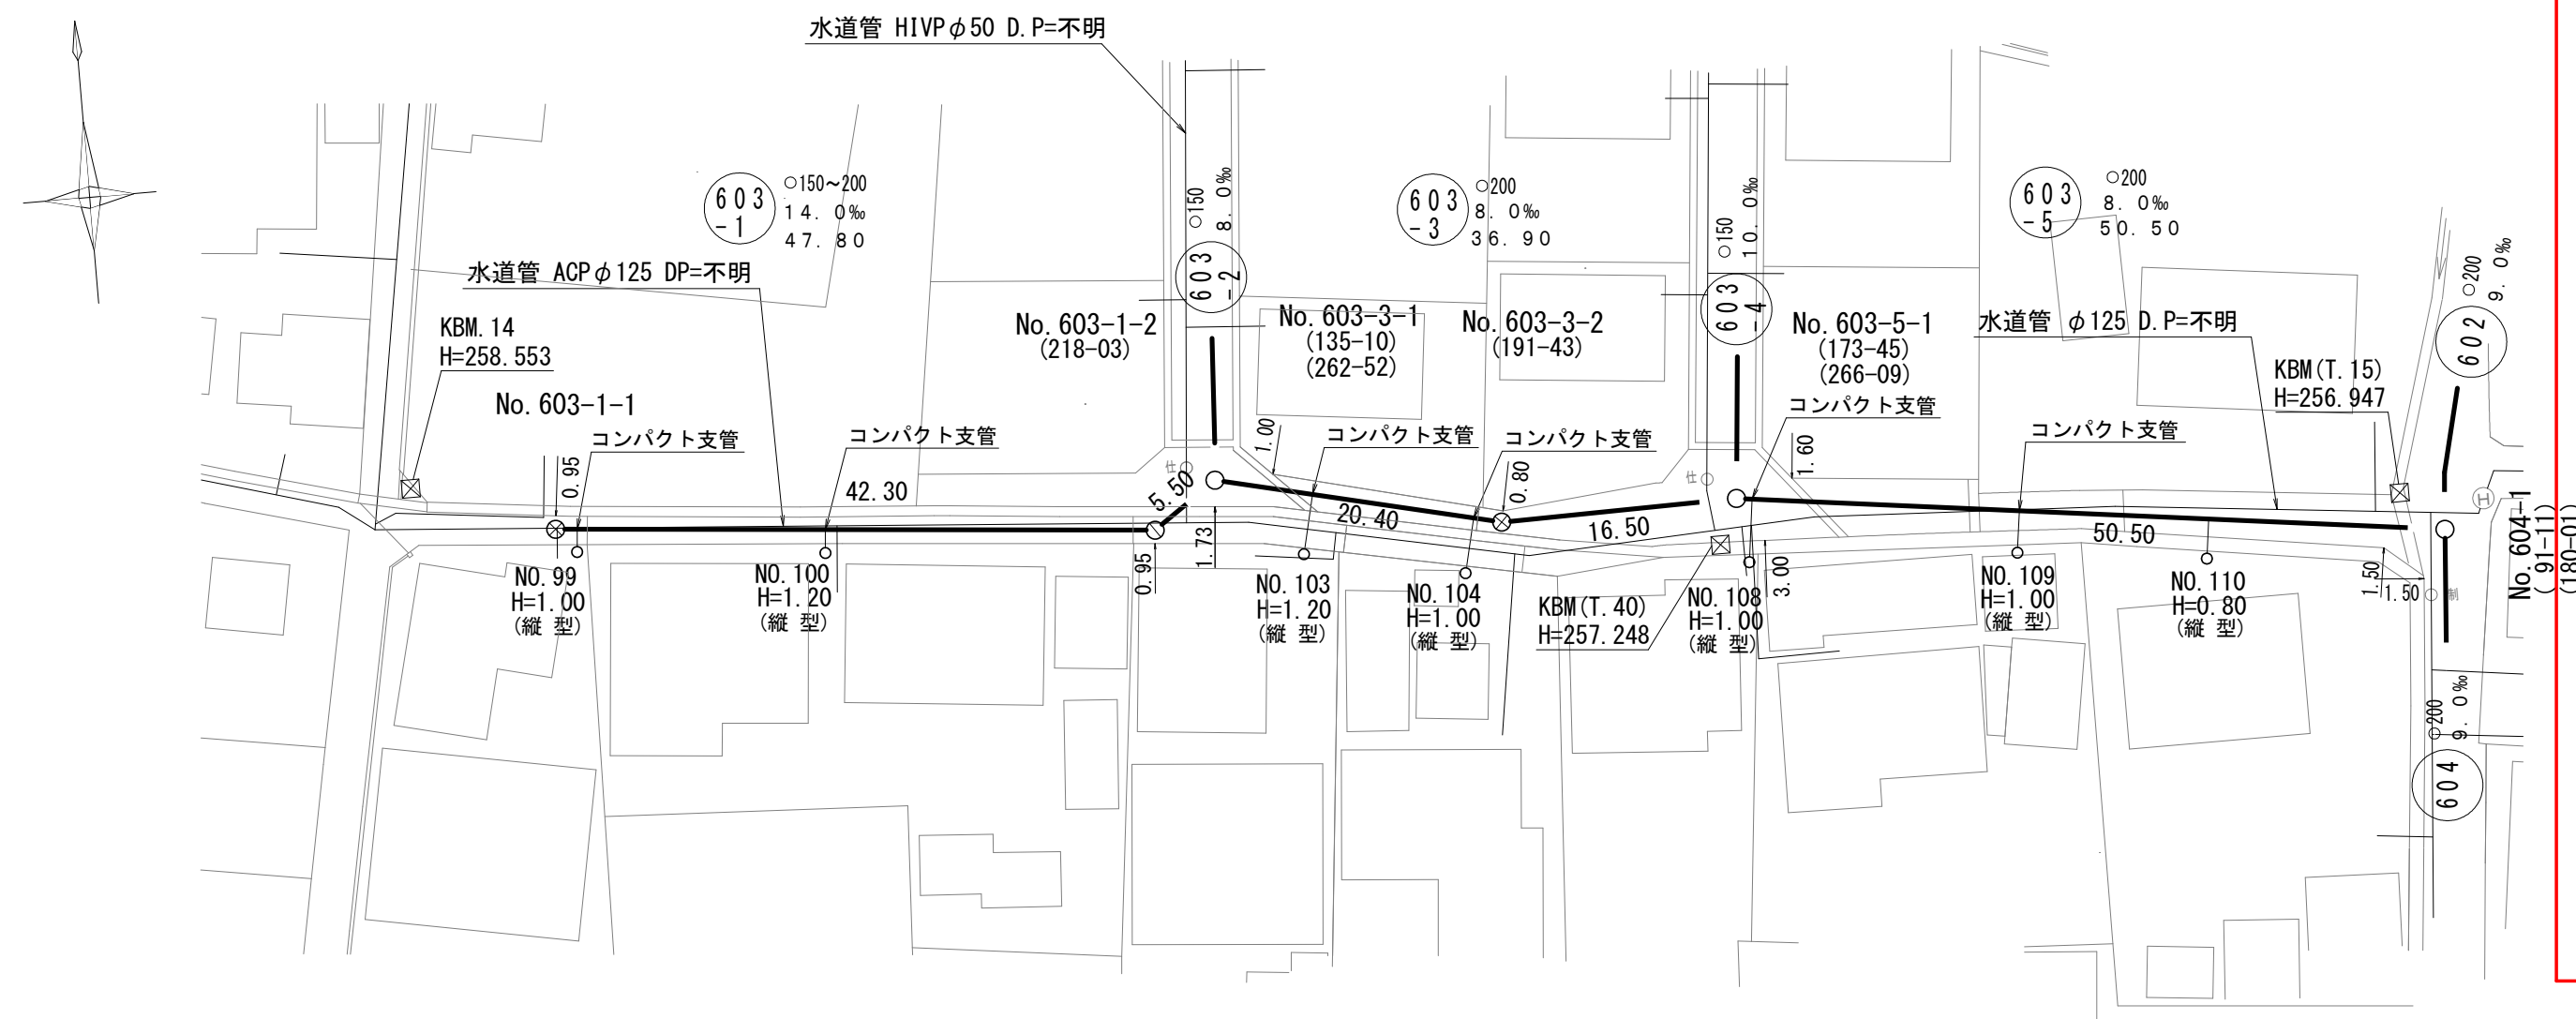 水道管 HIVPφ50 D.P=不明
603
-1
○150~200
14.0‰
47.80
○150
8.0‰
603
-2
603
-3
○200
8.0‰
36.90
○150
10.0‰
603
-4
603
-5
○200
8.0‰
50.50
○200
9.0‰
602
水道管 ACPφ125 DP=不明
KBM.14
H=258.553
No.603-1-1
No.603-1-2
(218-03)
No.603-3-1
(135-10)
(262-52)
No.603-3-2
(191-43)
No.603-5-1
(173-45)
(266-09)
水道管 φ125 D.P=不明
KBM(T.15)
H=256.947
コンパクト支管
コンパクト支管
コンパクト支管
コンパクト支管
コンパクト支管
コンパクト支管
0.95
42.30
仕
5.50
1.00
20.40
0.80
16.50
仕
1.60
50.50
H
No.604-1
(91-11)
(180-01)
0.95
1.73
3.00
1.50
1.50
制
NO.99
H=1.00
(縦 型)
NO.100
H=1.20
(縦 型)
NO.103
H=1.20
(縦 型)
NO.104
H=1.00
(縦 型)
KBM(T.40)
H=257.248
NO.108
H=1.00
(縦 型)
NO.109
H=1.00
(縦 型)
NO.110
H=0.80
(縦 型)
○200
9.0‰
604